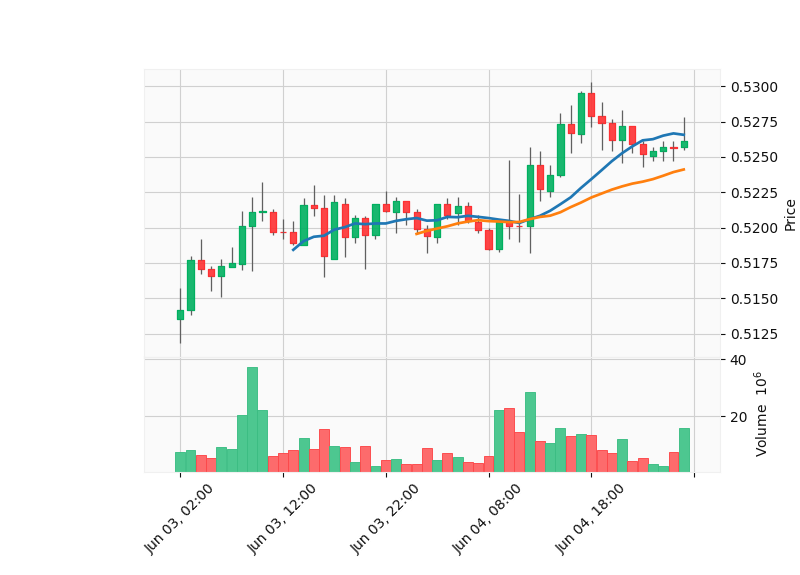 0.5300
0.5275
0.5250
0.5225
0.5200
0.5175
0.5150
0.5125
Price
40
20
Volume 10^6
Jun 03, 02:00
Jun 03, 12:00
Jun 03, 22:00
Jun 04, 08:00
Jun 04, 18:00